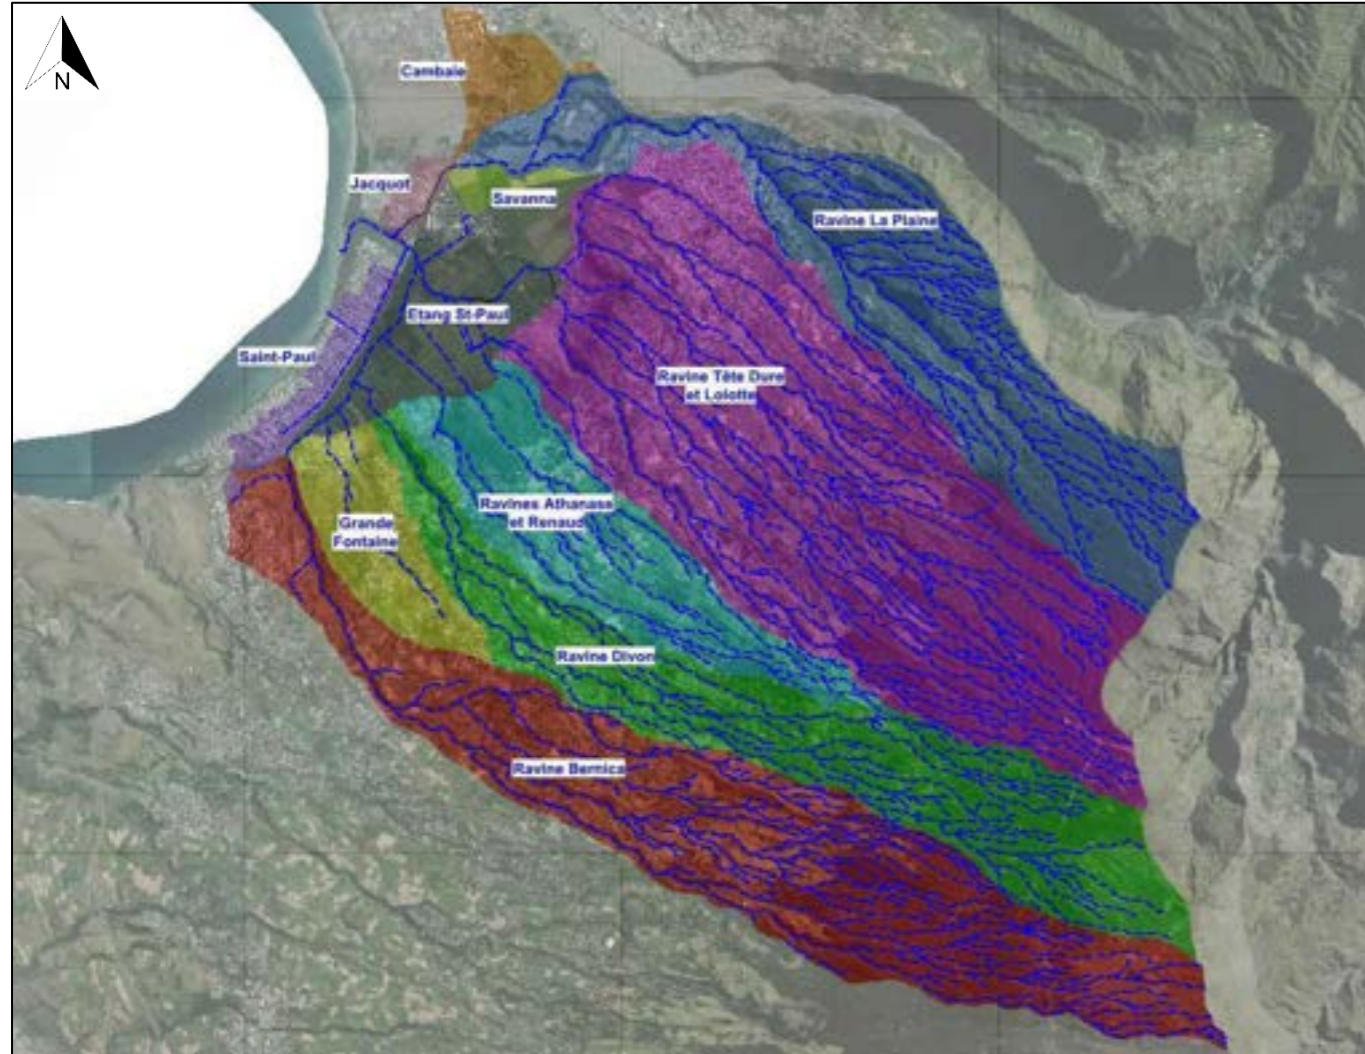 N
Cambaie
Jacquot
Savanna
Ravine La Plaine
Etang St-Paul
Saint-Paul
Ravine Tête Dure
et Lolotte
Ravines Athanase
et Renaud
Grande
Fontaine
Ravine Divon
Ravine Bernica